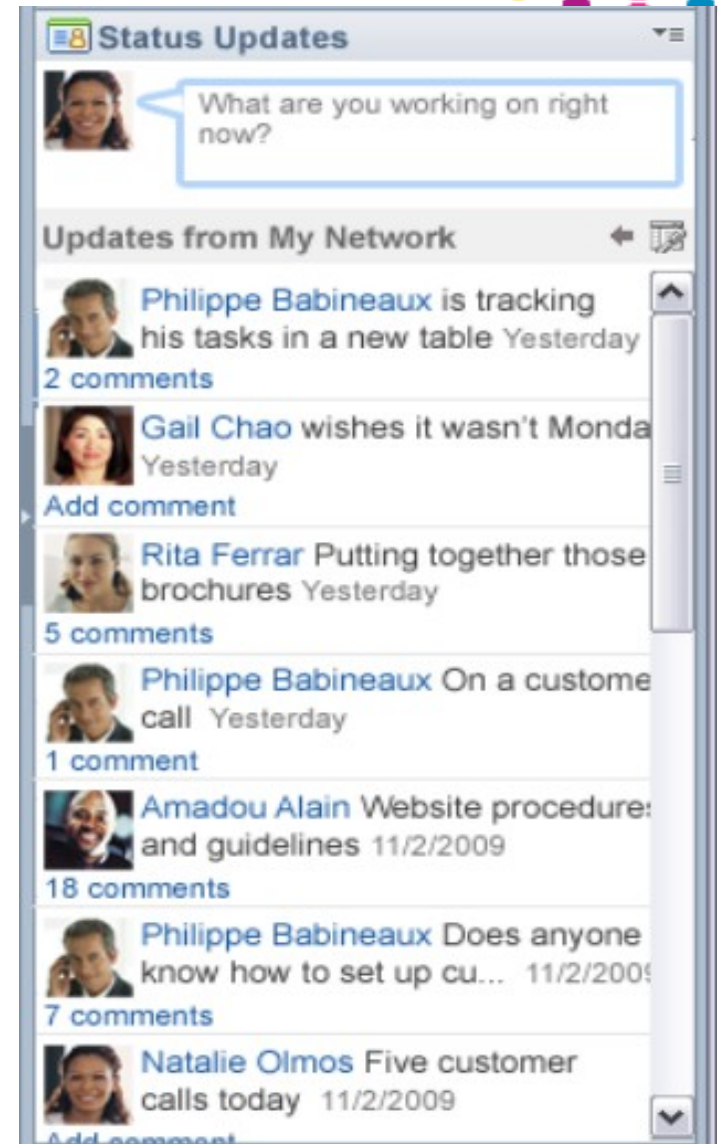 Status Updates
What are you working on right
now?
Updates from My Network
Philippe Babineaux is tracking
his tasks in a new table Yesterday
2 comments
Gail Chao wishes it wasn't Monda
Yesterday
Add comment
Rita Ferrar Putting together those
brochures Yesterday
5 comments
Philippe Babineaux On a custome
call Yesterday
1 comment
Amadou Alain Website procedures
and guidelines 11/2/2009
18 comments
Philippe Babineaux Does anyone
know how to set up cu... 11/2/2009
7 comments
Natalie Olmos Five customer
calls today 11/2/2009
Add comment